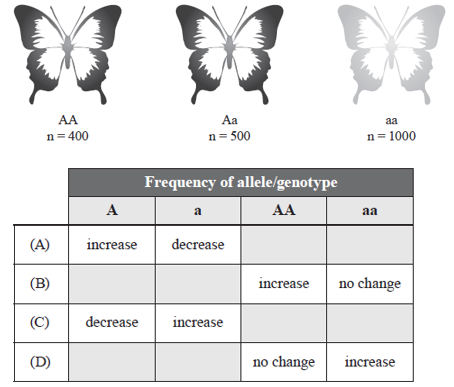 AA Aa aa
n = 400 n = 500 n = 1000
Frequency of allele/genotype
A a AA aa
(A) increase decrease
(B) increase no change
(C) decrease increase
(D) no change increase